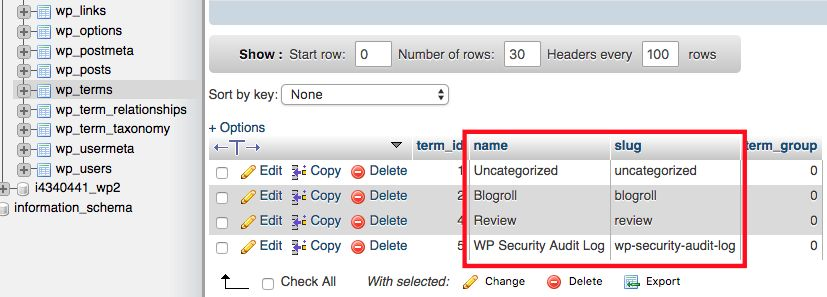 wp_links
wp_options
wp_postmeta
wp_posts
wp_terms
wp_term_relationships
wp_term_taxonomy
wp_usermeta
wp_users
i4340441_wp2
information_schema
Show : Start row: 0 Number of rows: 30 Headers every 100 rows
Sort by key: None
+ Options
←T→ term_id name slug term_group
Edit Copy Delete 1 Uncategorized uncategorized 0
Edit Copy Delete 2 Blogroll blogroll 0
Edit Copy Delete 4 Review review 0
Edit Copy Delete 5 WP Security Audit Log wp-security-audit-log 0
Check All With selected: Change Delete Export